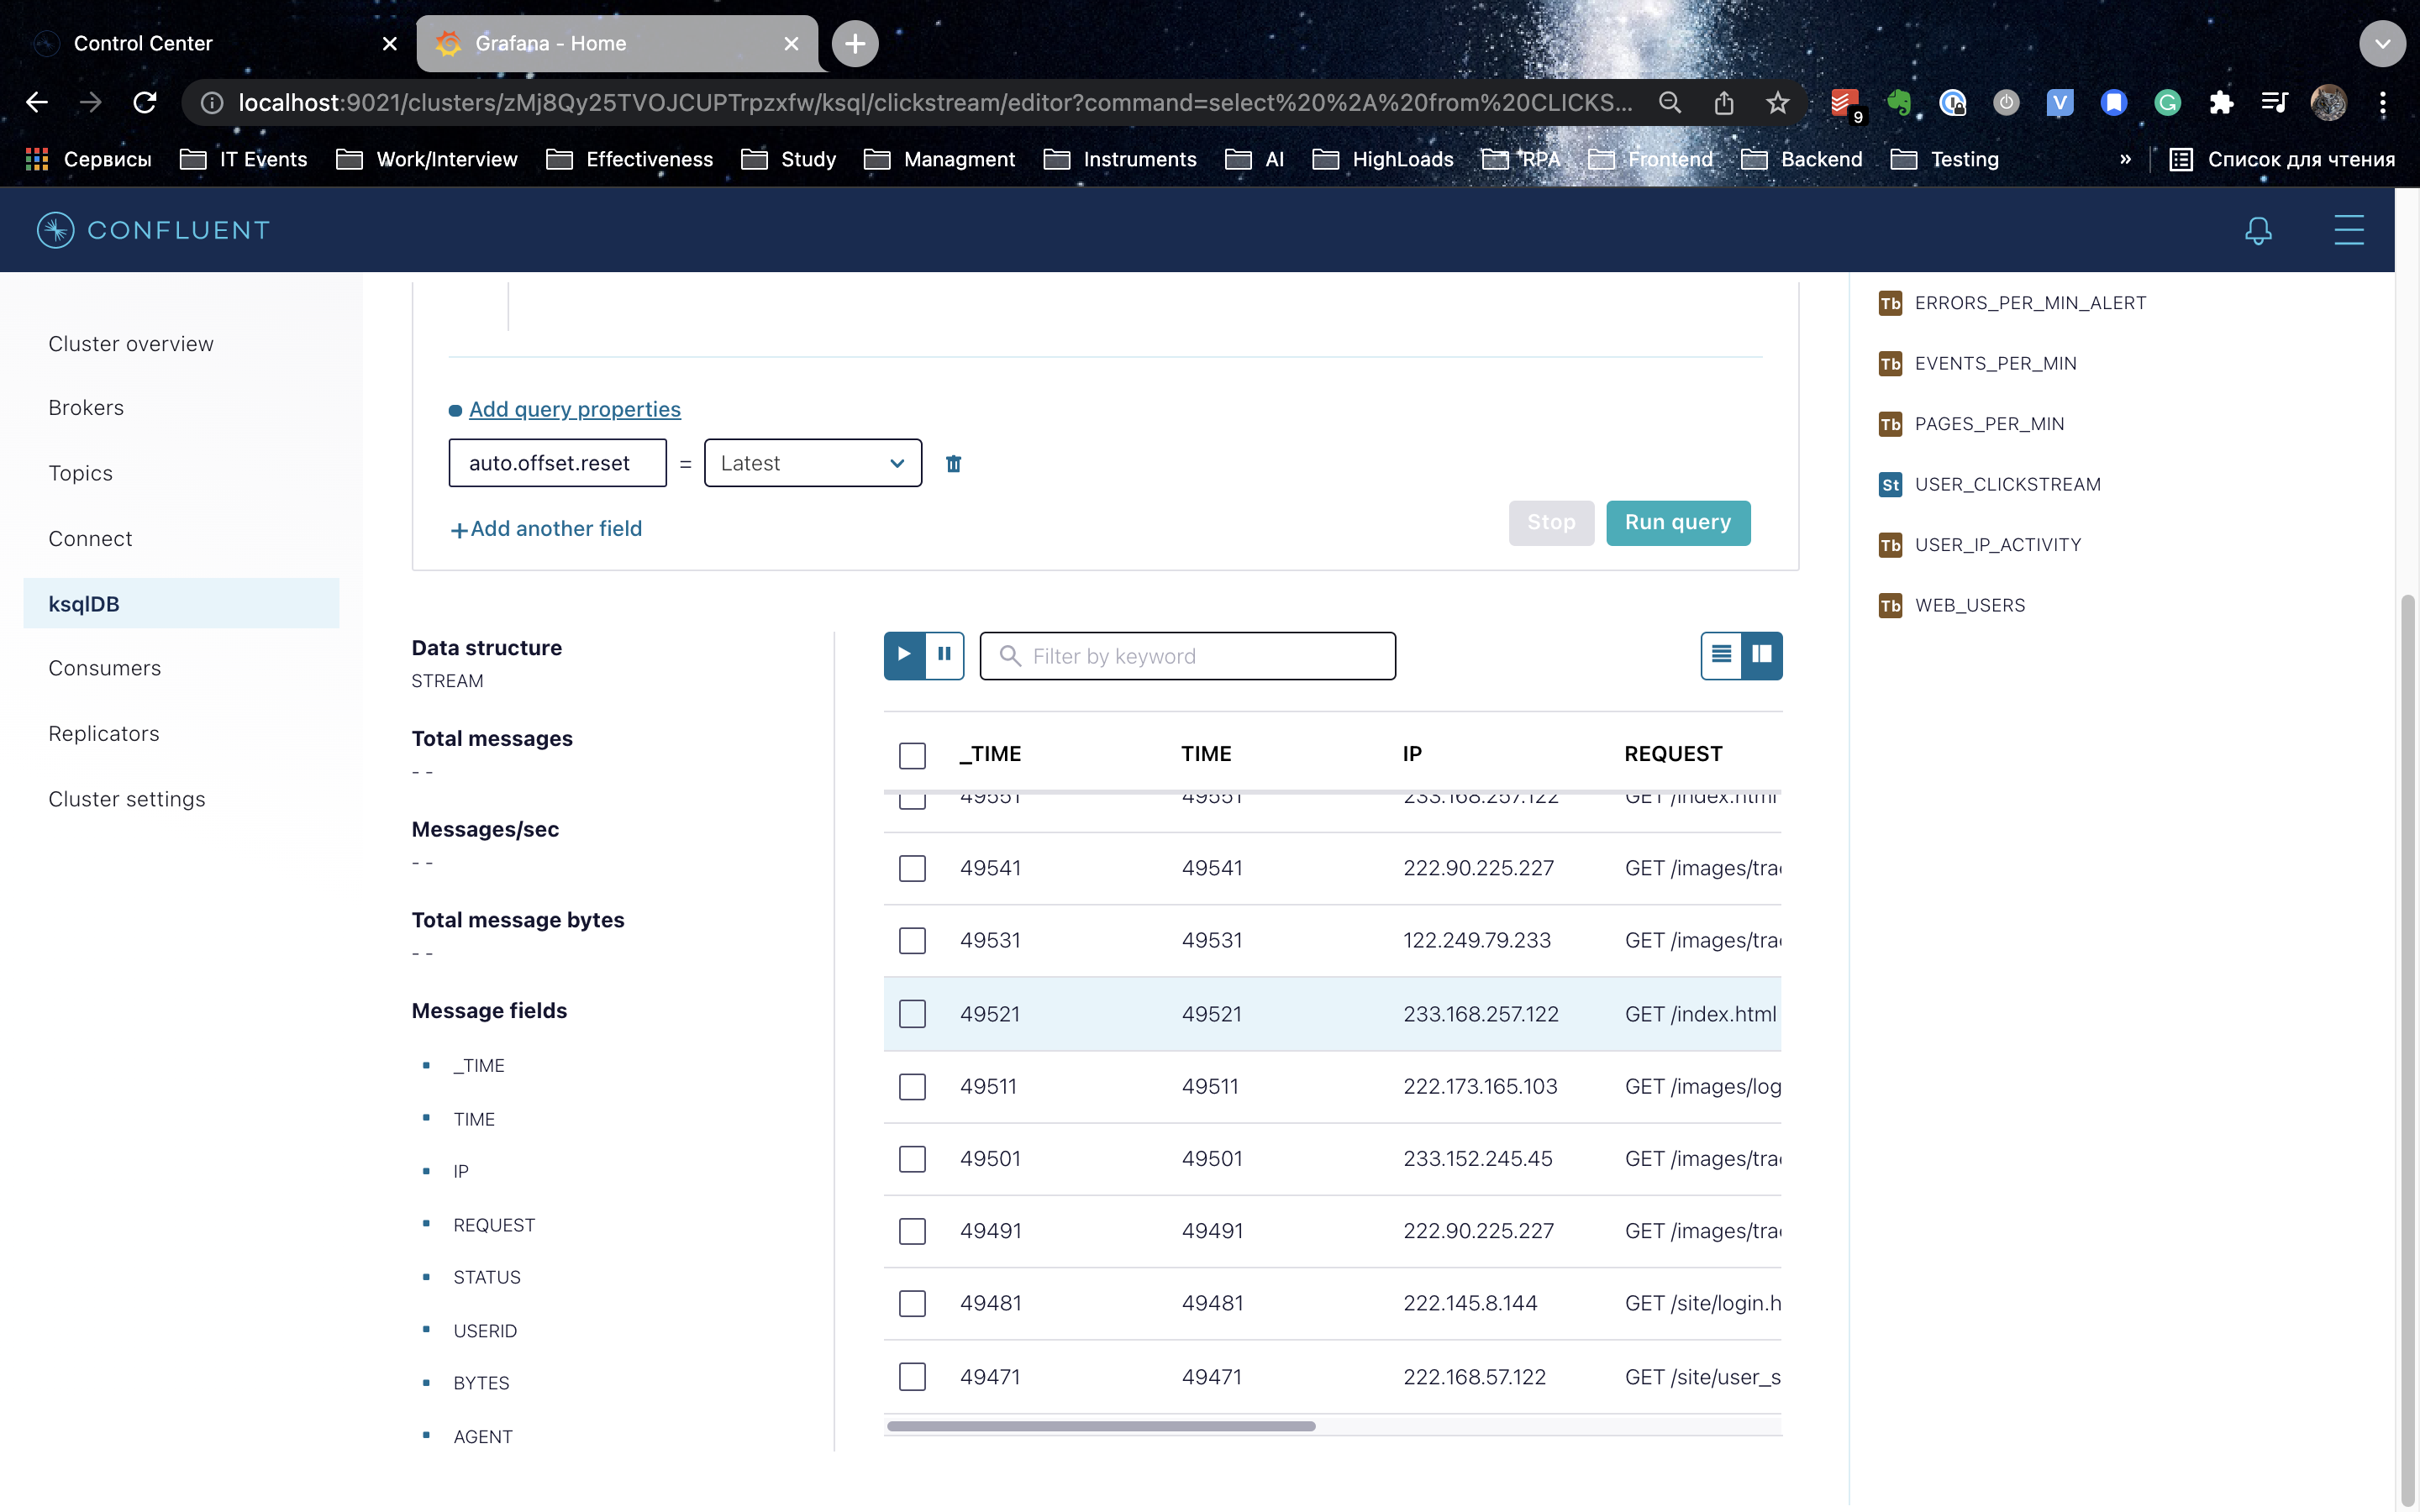 Control Center
Grafana - Home
localhost:9021/clusters/zMj8Qy25TVOJCUPTrpzxfw/ksql/clickstream/editor?command=select%20%2A%20from%20CLICKS...
9
Сервисы
IT Events
Work/Interview
Effectiveness
Study
Managment
Instruments
AI
HighLoads
RPA
Frontend
Backend
Testing
»
Список для чтения
CONFLUENT
Cluster overview
Brokers
Topics
Connect
ksqlDB
Consumers
Replicators
Cluster settings
Add query properties
auto.offset.reset = Latest
+Add another field
Stop
Run query
Data structure
STREAM
Total messages
- -
Messages/sec
- -
Total message bytes
- -
Message fields
_TIME
TIME
IP
REQUEST
STATUS
USERID
BYTES
AGENT
Filter by keyword
_TIME TIME IP REQUEST
49551 49551 233.168.257.122 GET /index.html
49541 49541 222.90.225.227 GET /images/tra
49531 49531 122.249.79.233 GET /images/tra
49521 49521 233.168.257.122 GET /index.html
49511 49511 222.173.165.103 GET /images/log
49501 49501 233.152.245.45 GET /images/tra
49491 49491 222.90.225.227 GET /images/tra
49481 49481 222.145.8.144 GET /site/login.h
49471 49471 222.168.57.122 GET /site/user_s
Tb ERRORS_PER_MIN_ALERT
Tb EVENTS_PER_MIN
Tb PAGES_PER_MIN
St USER_CLICKSTREAM
Tb USER_IP_ACTIVITY
Tb WEB_USERS